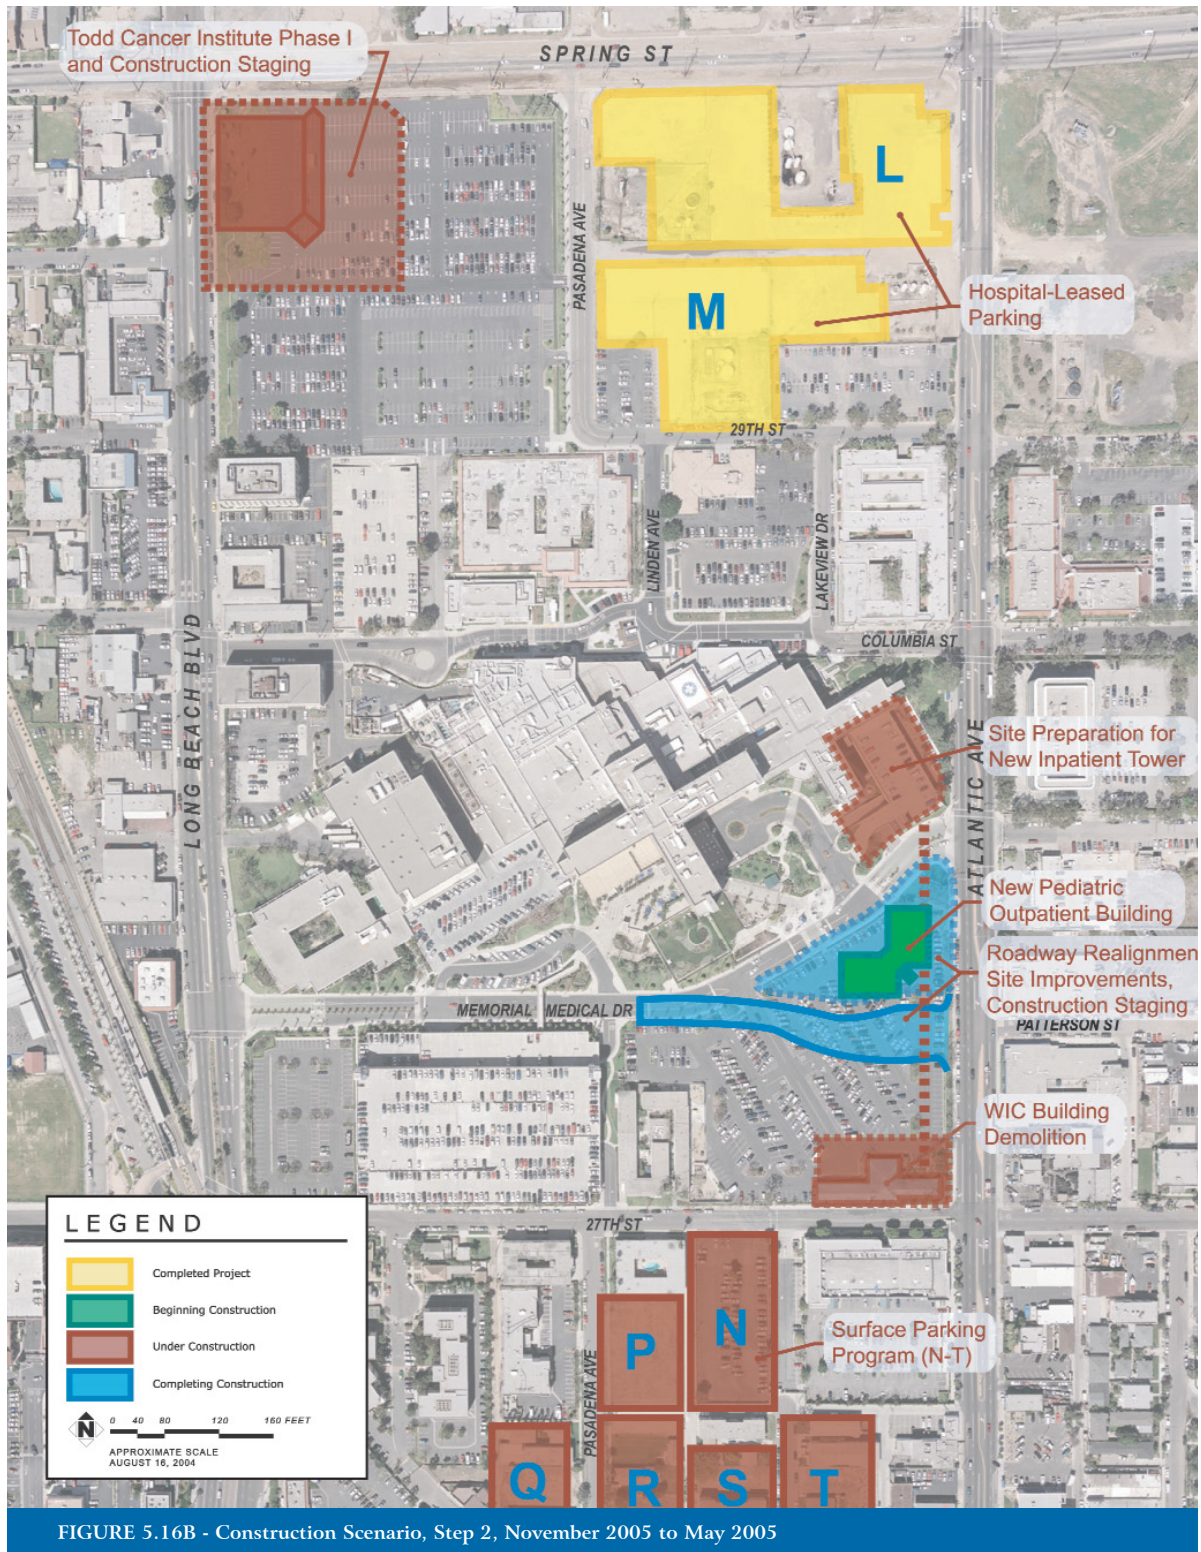 Todd Cancer Institute Phase I
and Construction Staging
SPRING ST
L
PASADENA AVE
M
Hospital-Leased
Parking
29TH ST
LINDEN AVE
LAKEVIEW DR
LONG BEACH BLVD
COLUMBIA ST
ATLANTIC AVE
Site Preparation for
New Inpatient Tower
New Pediatric
Outpatient Building
Roadway Realignmen
Site Improvements,
Construction Staging
MEMORIAL MEDICAL DR
PATTERSON ST
WIC Building
Demolition
27TH ST
N
P
PASADENA AVE
Surface Parking
Program (N-T)
Q
R
S
T
LEGEND
Completed Project
Beginning Construction
Under Construction
Completing Construction
N
0 40 80 120 160 FEET
APPROXIMATE SCALE
AUGUST 16, 2004
FIGURE 5.16B - Construction Scenario, Step 2, November 2005 to May 2005